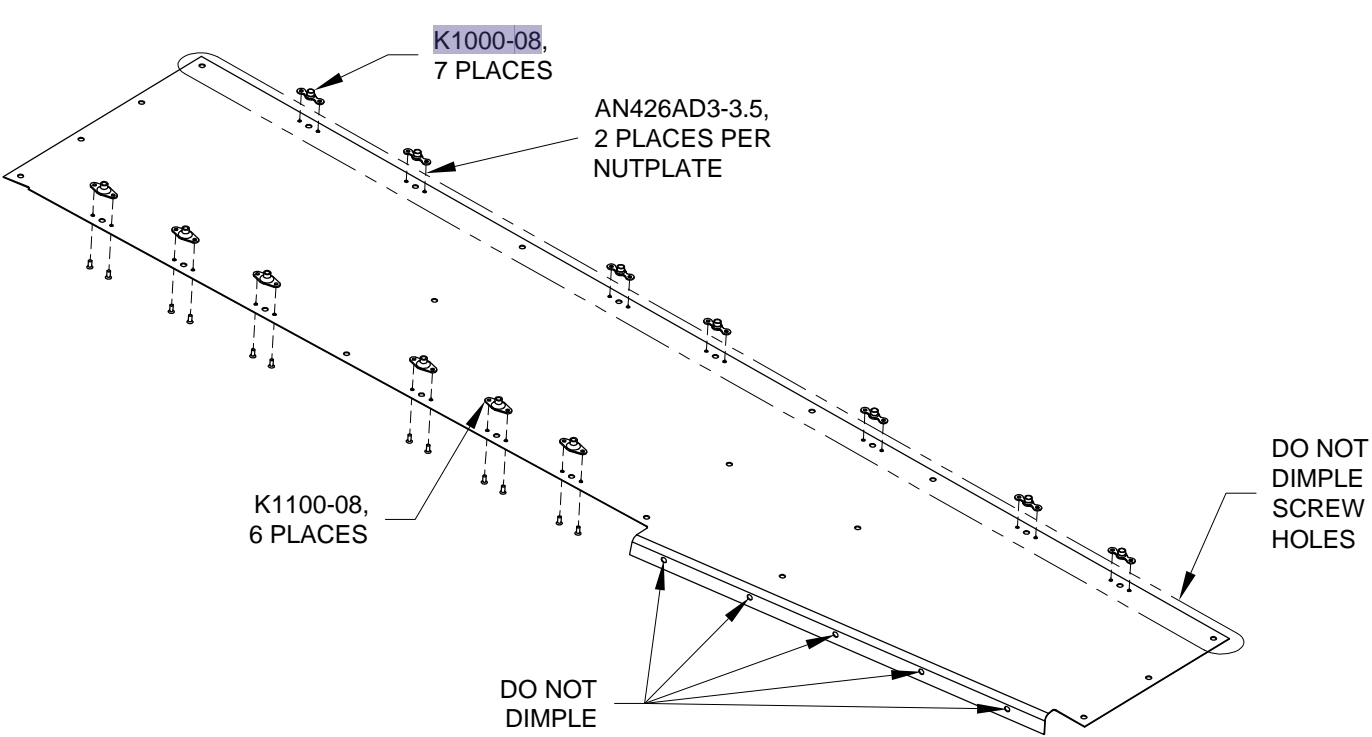 K1000-08,
7 PLACES
AN426AD3-3.5,
2 PLACES PER
NUTPLATE
DO NOT
DIMPLE
SCREW
HOLES
K1100-08,
6 PLACES
DO NOT
DIMPLE